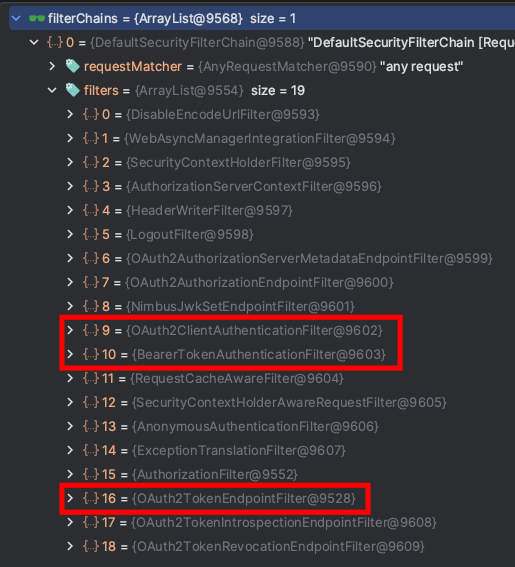 filterChains = {ArrayList@9568} size = 1
{..} 0 = {DefaultSecurityFilterChain@9588} "DefaultSecurityFilterChain [Requ
requestMatcher = {AnyRequestMatcher@9590} "any request"
filters = {ArrayList@9554} size = 19
{..} 0 = {DisableEncodeUrlFilter@9593}
{..} 1 = {WebAsyncManagerIntegrationFilter@9594}
{..} 2 = {SecurityContextHolderFilter@9595}
{..} 3 = {AuthorizationServerContextFilter@9596}
{..} 4 = {HeaderWriterFilter@9597}
{..} 5 = {LogoutFilter@9598}
{..} 6 = {OAuth2AuthorizationServerMetadataEndpointFilter@9599}
{..} 7 = {OAuth2AuthorizationEndpointFilter@9600}
{..} 8 = {NimbusJwkSetEndpointFilter@9601}
{..} 9 = {OAuth2ClientAuthenticationFilter@9602}
{..} 10 = {BearerTokenAuthenticationFilter@9603}
{..} 11 = {RequestCacheAwareFilter@9604}
{..} 12 = {SecurityContextHolderAwareRequestFilter@9605}
{..} 13 = {AnonymousAuthenticationFilter@9606}
{..} 14 = {ExceptionTranslationFilter@9607}
{..} 15 = {AuthorizationFilter@9552}
{..} 16 = {OAuth2TokenEndpointFilter@9528}
{..} 17 = {OAuth2TokenIntrospectionEndpointFilter@9608}
{..} 18 = {OAuth2TokenRevocationEndpointFilter@9609}